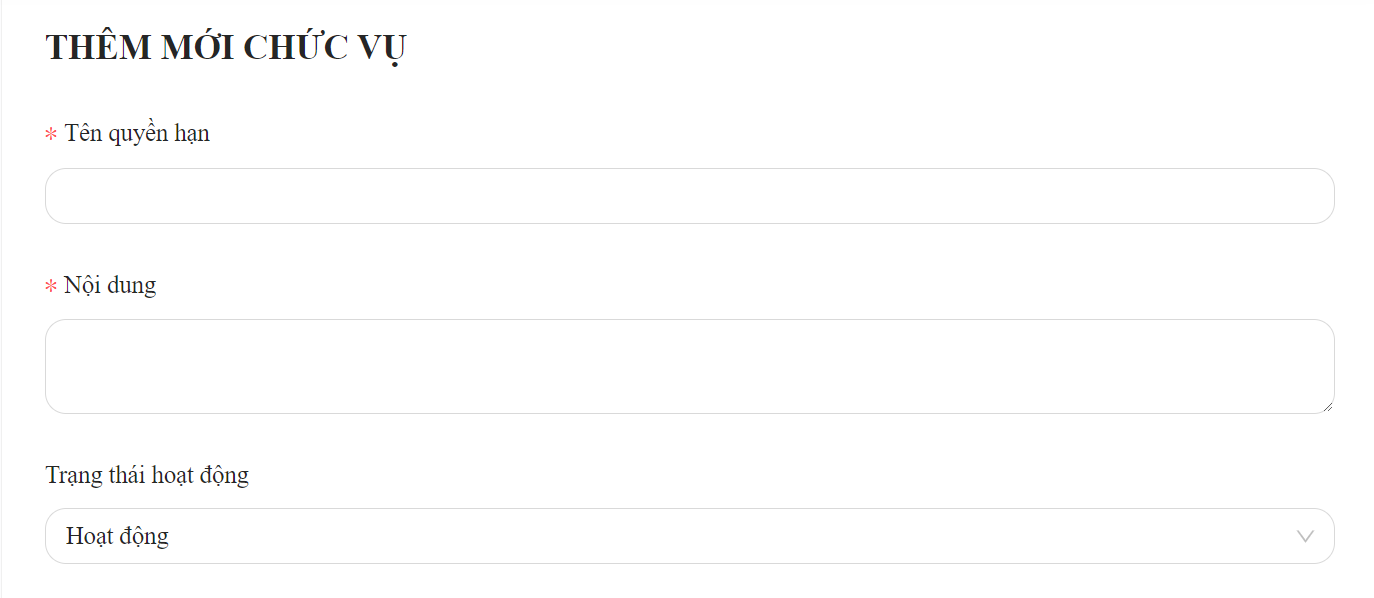 THÊM MỚI CHỨC VỤ
* Tên quyền hạn
* Nội dung
Trạng thái hoạt động
Hoạt động